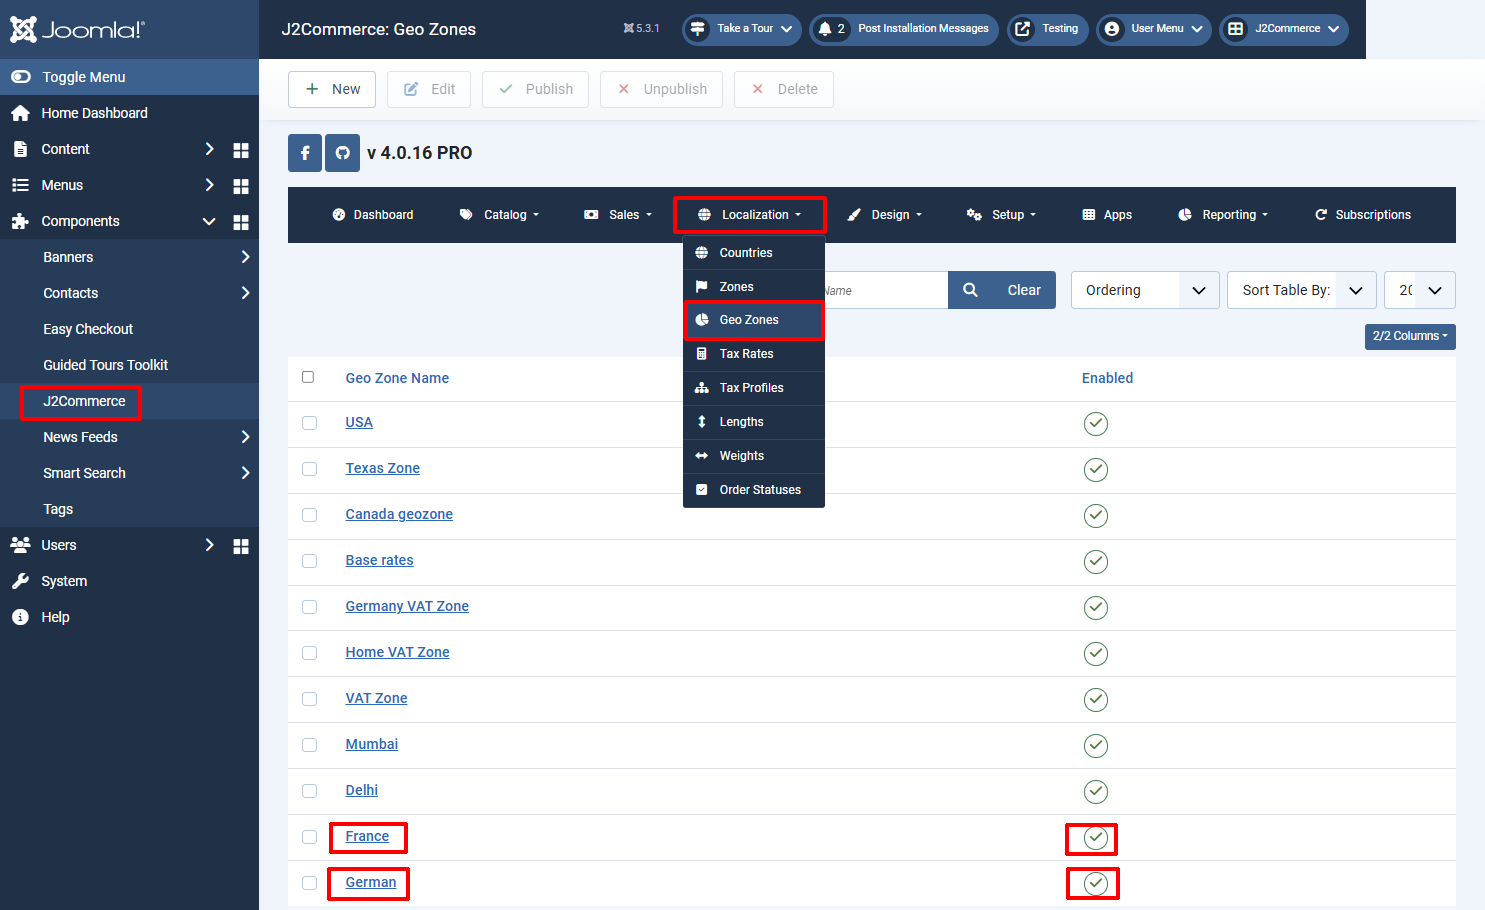 Joomla!®
J2Commerce: Geo Zones
5.3.1
Take a Tour
2 Post Installation Messages
Testing
User Menu
J2Commerce
Toggle Menu
Home Dashboard
Content
Menus
Components
Banners
Contacts
Easy Checkout
Guided Tours Toolkit
J2Commerce
News Feeds
Smart Search
Tags
Users
System
Help
New
Edit
Publish
Unpublish
Delete
v 4.0.16 PRO
Dashboard
Catalog
Sales
Localization
Design
Setup
Apps
Reporting
Subscriptions
Countries
Zones
Geo Zones
Tax Rates
Tax Profiles
Lengths
Weights
Order Statuses
Name
Clear
Ordering
Sort Table By:
20
2/2 Columns
Geo Zone Name
Enabled
USA
Texas Zone
Canada geozone
Base rates
Germany VAT Zone
Home VAT Zone
VAT Zone
Mumbai
Delhi
France
German